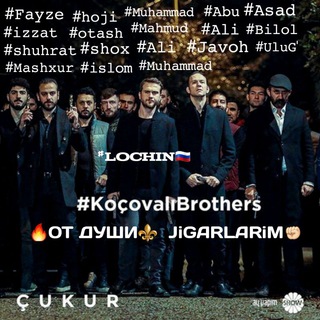 #Fayze #hoji #Muhammad #Abu #Asad
#izzat #otash #Mahmud #Ali #Bilol
#shuhrat #shox #Ali #Javoh #UluG'
#Mashxur #islom #Muhammad
#LOCHIN🇷🇺
#KoçovalıBrothers
🔥ОТ ДУШИ⚜️ JiGARLARiM✊🏻
ÇUKUR
SHOW